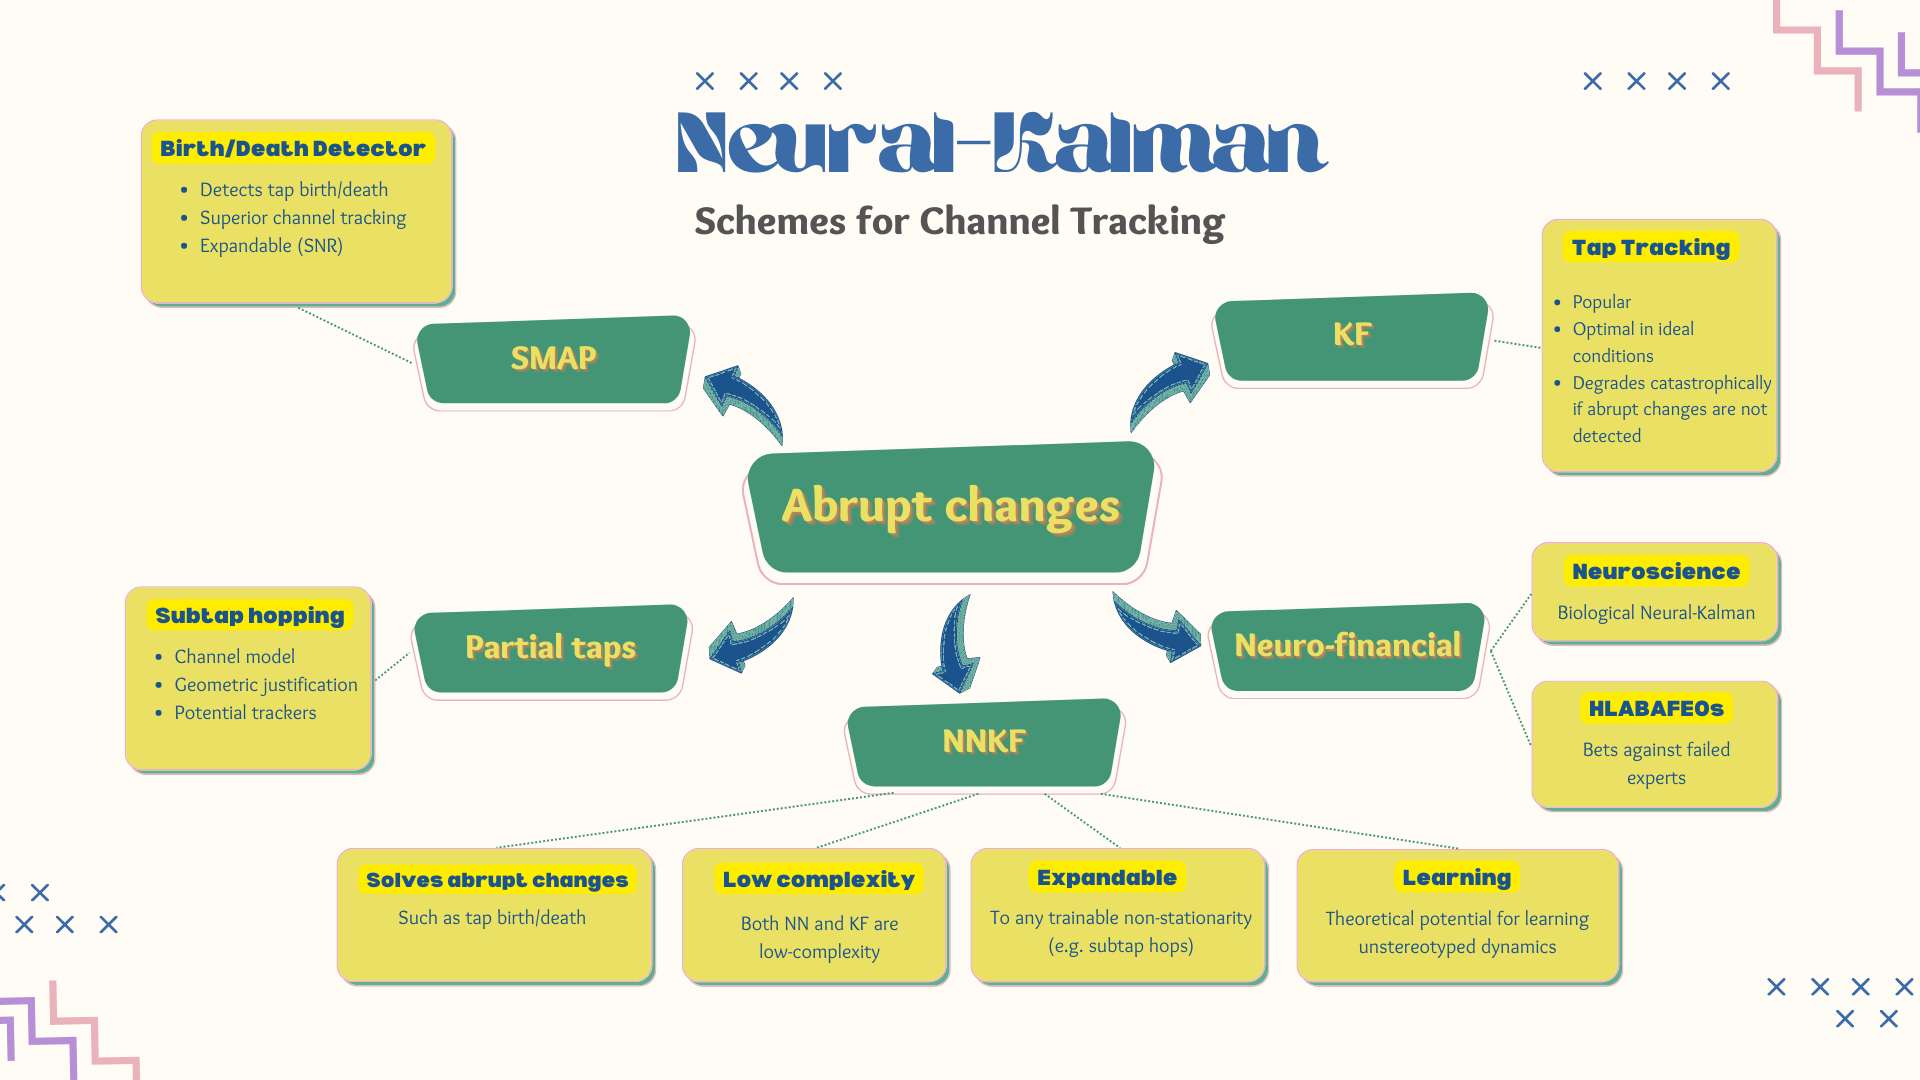 Neural-Kalman
Schemes for Channel Tracking
Birth/Death Detector
Detects tap birth/death
Superior channel tracking
Expandable (SNR)
SMAP
KF
Tap Tracking
Popular
Optimal in ideal
conditions
Degrades catastrophically
if abrupt changes are not
detected
Abrupt changes
Subtap hopping
Channel model
Geometric justification
Potential trackers
Partial taps
NNKF
Neuro-financial
Neuroscience
Biological Neural-Kalman
HLABAFEOs
Bets against failed
experts
Solves abrupt changes
Such as tap birth/death
Low complexity
Both NN and KF are
low-complexity
Expandable
To any trainable non-stationarity
(e.g. subtap hops)
Learning
Theoretical potential for learning
unstereotyped dynamics